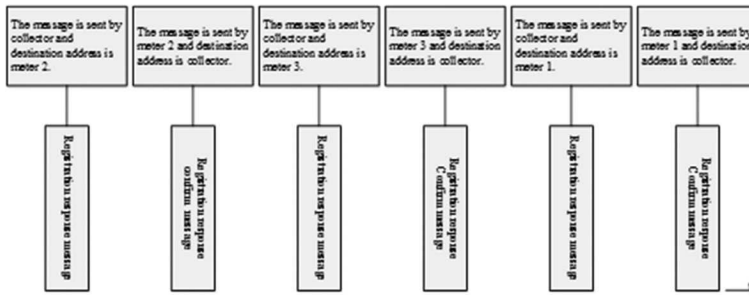 The message is sent by
collector and
destination address is
meter 2.
The message is sent by
meter 2 and destination
address is collector.
The message is sent by
collector and
destination address is
meter 3.
The message is sent by
meter 3 and destination
address is collector.
The message is sent by
collector and
destination address is
meter 1.
The message is sent by
meter 1 and destination
address is collector.
Registration response message
Registration response
confirm message
Registration response message
Registration response
Confirm message
Registration response message
Registration response
Confirm message